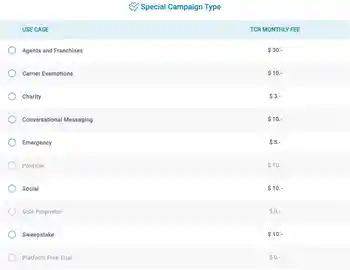 Special Campaign Type
USE CASE TCR MONTHLY FEE
Agents and Franchises $ 30.-
Carrier Exemptions $ 10.-
Charity $ 3.-
Conversational Messaging $ 10.-
Emergency $ 5.-
Political $ 10.-
Social $ 10.-
Sole Proprietor
Sweepstake $ 10.-
Platform Free Trial $ 0.-